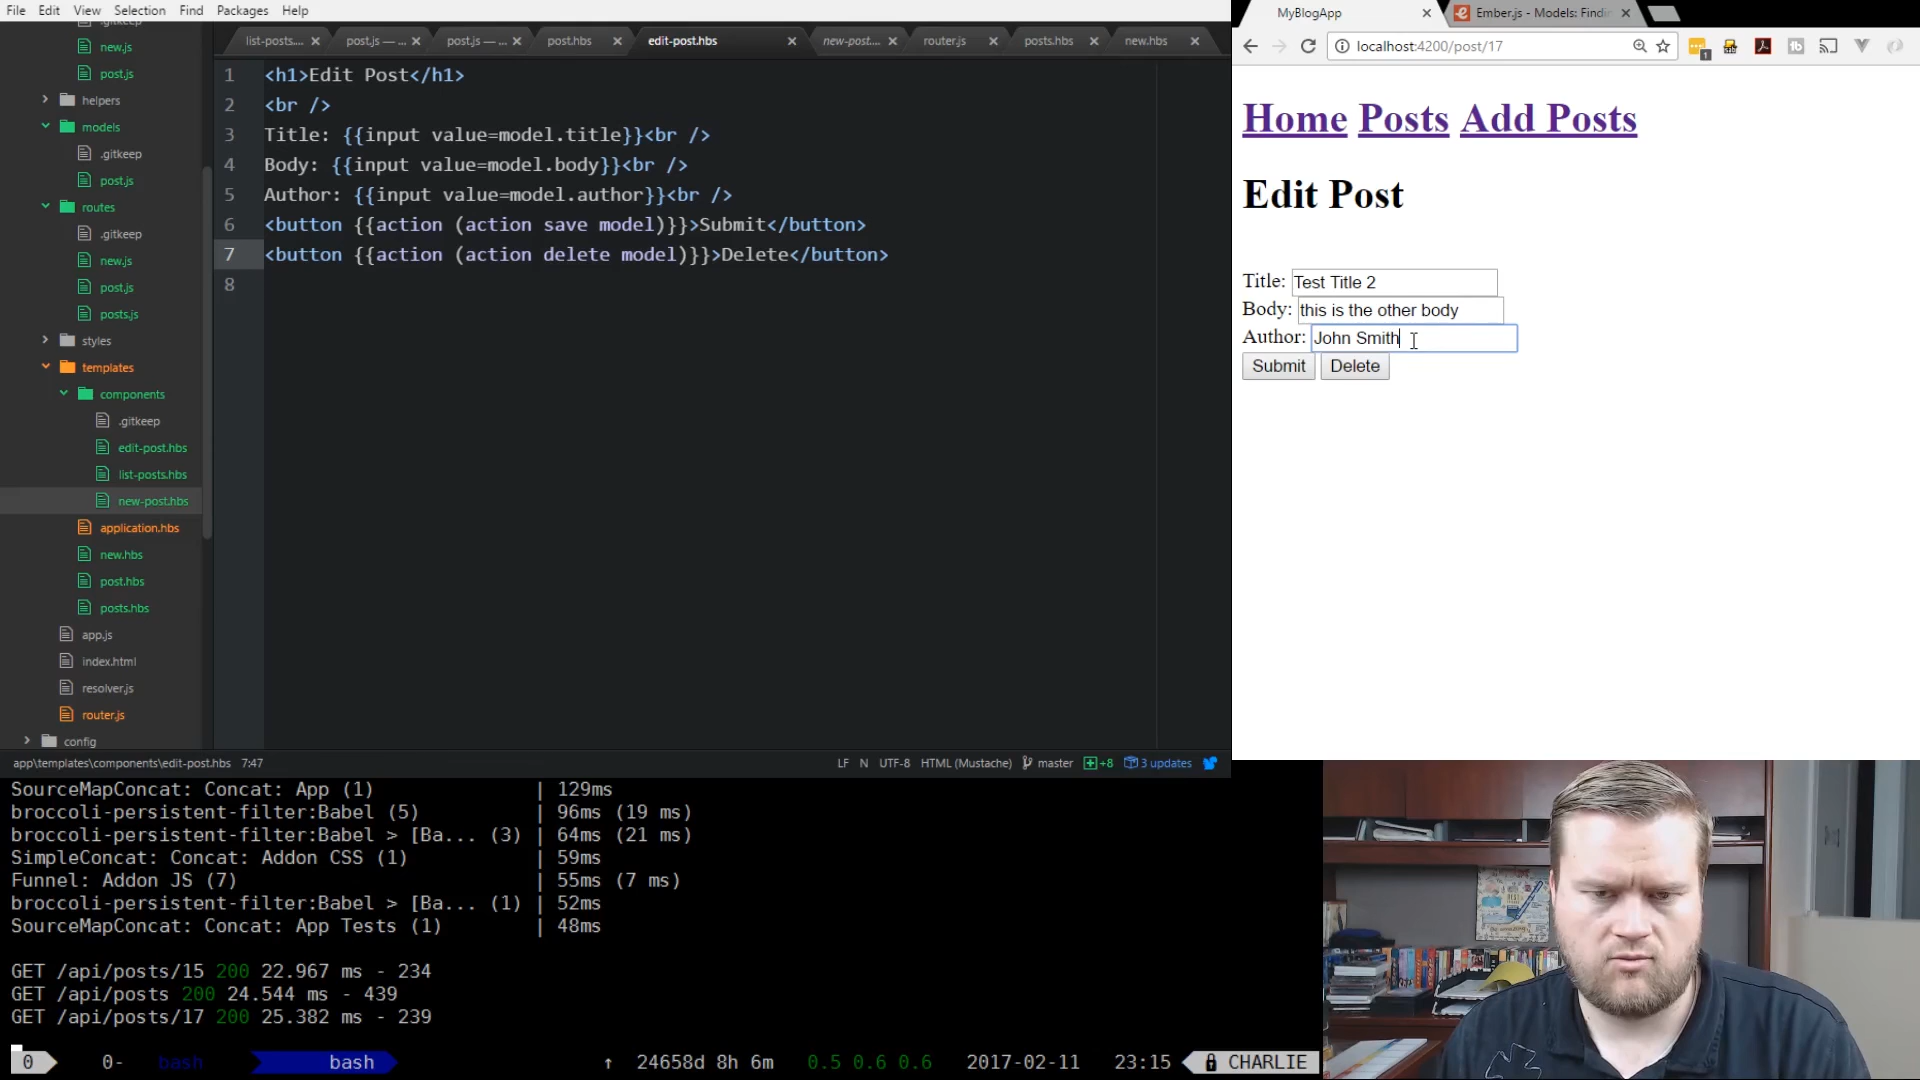 File Edit View Selection Find Packages Help
new.js
post.js
helpers
models
.gitkeep
post.js
routes
.gitkeep
new.js
post.js
posts.js
styles
templates
components
.gitkeep
edit-post.hbs
list-posts.hbs
new-post.hbs
application.hbs
new.hbs
post.hbs
posts.hbs
app.js
index.html
resolver.js
router.js
config
list-posts.... post.js — ... post.js — ... post.hbs edit-post.hbs new-post.... router.js posts.hbs new.hbs
1 <h1>Edit Post</h1>
2 <br />
3 Title: {{input value=model.title}}<br />
4 Body: {{input value=model.body}}<br />
5 Author: {{input value=model.author}}<br />
6 <button {{action (action save model)}}>Submit</button>
7 <button {{action (action delete model)}}>Delete</button>
8
app\templates\components\edit-post.hbs 7:47 LF N UTF-8 HTML (Mustache) master +8 3 updates
SourceMapConcat: Concat: App (1) | 129ms
broccoli-persistent-filter:Babel (5) | 96ms (19 ms)
broccoli-persistent-filter:Babel > [Ba... (3) | 64ms (21 ms)
SimpleConcat: Concat: Addon CSS (1) | 59ms
Funnel: Addon JS (7) | 55ms (7 ms)
broccoli-persistent-filter:Babel > [Ba... (1) | 52ms
SourceMapConcat: Concat: App Tests (1) | 48ms
GET /api/posts/15 200 22.967 ms - 234
GET /api/posts 200 24.544 ms - 439
GET /api/posts/17 200 25.382 ms - 239
0 0- bash bash ↑ 24658d 8h 6m 0.5 0.6 0.6 2017-02-11 23:15 CHARLIE
MyBlogApp Ember.js - Models: Findin
localhost:4200/post/17
Home Posts Add Posts
Edit Post
Title: Test Title 2
Body: this is the other body
Author: John Smith
Submit Delete